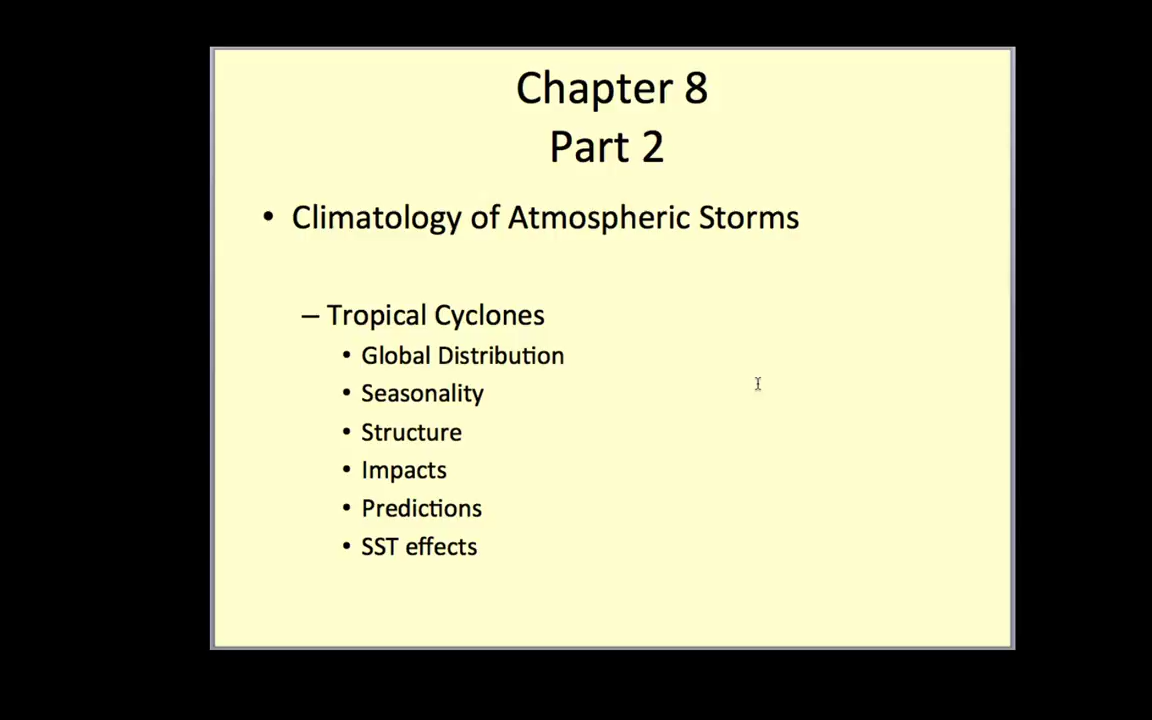 Chapter 8
Part 2
• Climatology of Atmospheric Storms
– Tropical Cyclones
• Global Distribution
• Seasonality
• Structure
• Impacts
• Predictions
• SST effects